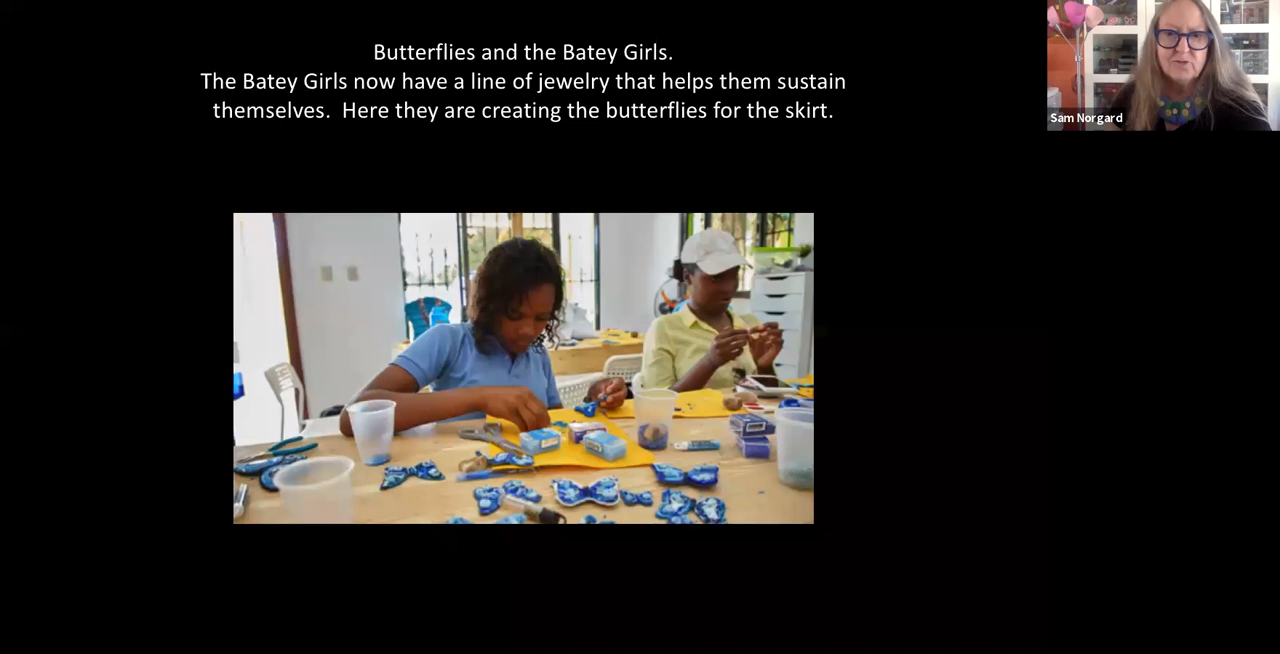 Butterflies and the Batey Girls.
The Batey Girls now have a line of jewelry that helps them sustain
themselves.  Here they are creating the butterflies for the skirt.
Sam Norgard